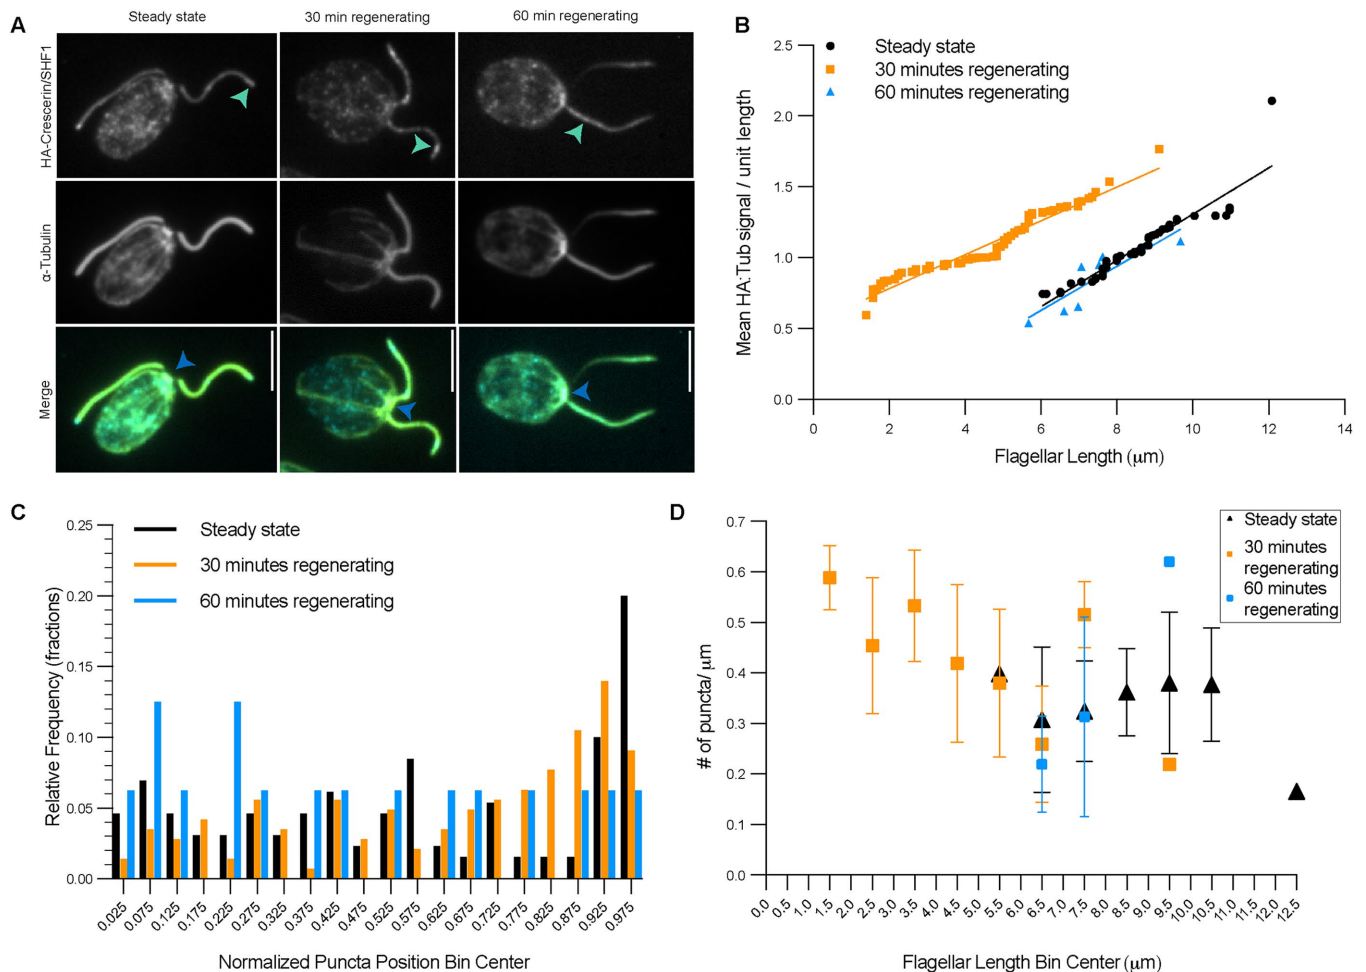 A
Steady state
30 min regenerating
60 min regenerating
HA-Crescerin/SHF1
α-Tubulin
Merge
B
Steady state
30 minutes regenerating
60 minutes regenerating
Mean HA:Tub signal / unit length
2.5
2.0
1.5
1.0
0.5
0.0
0 2 4 6 8 10 12 14
Flagellar Length (μm)
C
Steady state
30 minutes regenerating
60 minutes regenerating
Relative Frequency (fractions)
0.25
0.20
0.15
0.10
0.05
0.00
0.025 0.075 0.125 0.175 0.225 0.275 0.325 0.375 0.425 0.475 0.525 0.575 0.625 0.675 0.725 0.775 0.825 0.875 0.925 0.975
Normalized Puncta Position Bin Center
D
Steady state
30 minutes
regenerating
60 minutes
regenerating
# of puncta/ μm
0.7
0.6
0.5
0.4
0.3
0.2
0.1
0.0
0.0 0.5 1.0 1.5 2.5 3.0 3.5 4.0 4.5 5.0 5.5 6.0 6.5 7.0 7.5 8.0 8.5 9.0 9.5 10.0 10.5 11.0 11.5 12.0 12.5
Flagellar Length Bin Center (μm)